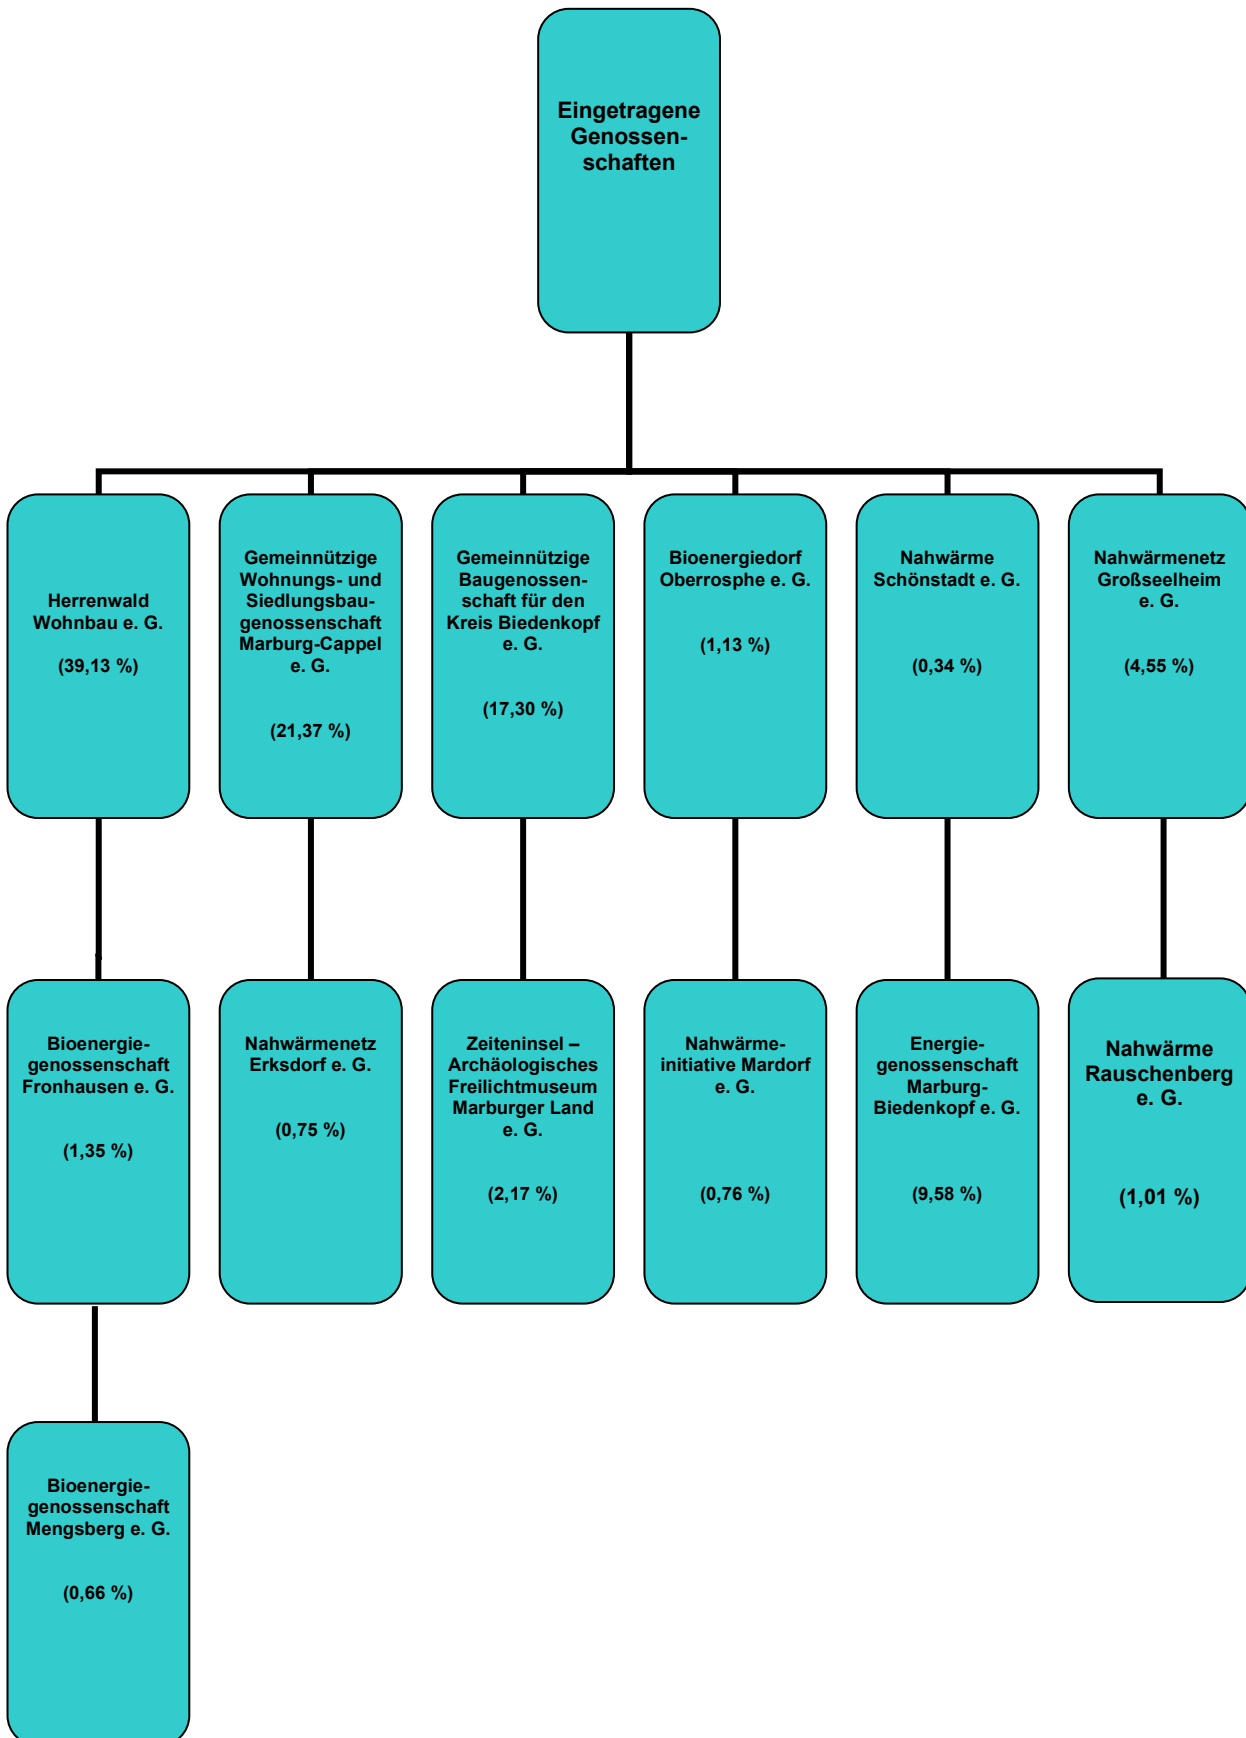 Eingetragene
Genossen-
schaften
Herrenwald
Wohnbau e. G.
(39,13 %)
Gemeinnützige
Wohnungs- und
Siedlungsbau-
genossenschaft
Marburg-Cappel
e. G.
(21,37 %)
Gemeinnützige
Baugenossen-
schaft für den
Kreis Biedenkopf
e. G.
(17,30 %)
Bioenergiedorf
Oberrosphe e. G.
(1,13 %)
Nahwärme
Schönstadt e. G.
(0,34 %)
Nahwärmenetz
Großseelheim
e. G.
(4,55 %)
Bioenergie-
genossenschaft
Fronhausen e. G.
(1,35 %)
Nahwärmenetz
Erksdorf e. G.
(0,75 %)
Zeiteninsel –
Archäologisches
Freilichtmuseum
Marburger Land
e. G.
(2,17 %)
Nahwärme-
initiative Mardorf
e. G.
(0,76 %)
Energie-
genossenschaft
Marburg-
Biedenkopf e. G.
(9,58 %)
Nahwärme
Rauschenberg
e. G.
(1,01 %)
Bioenergie-
genossenschaft
Mengsberg e. G.
(0,66 %)